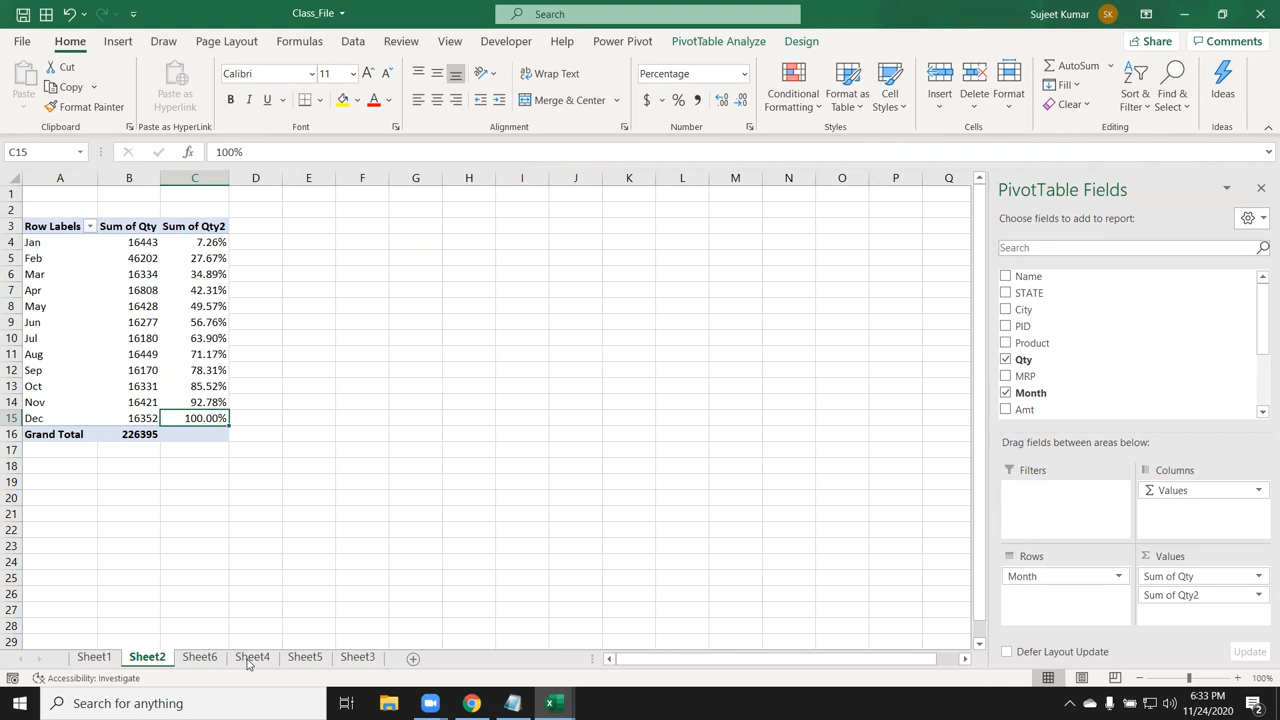 Class_File
Search
Sujeet Kumar
SK
File Home Insert Draw Page Layout Formulas Data Review View Developer Help Power Pivot PivotTable Analyze Design
Share
Comments
Paste
Cut
Copy
Format Painter
Clipboard
Paste as
Hyperlink
Paste as HyperLink
Calibri
11
B I U
Font
Wrap Text
Merge & Center
Alignment
Percentage
$ % ,
Number
Conditional
Formatting
Format as
Table
Cell
Styles
Styles
Insert
Delete
Format
Cells
AutoSum
Fill
Clear
Editing
Sort &
Filter
Find &
Select
Ideas
Ideas
C15
fx
100%
A B C D E F G H I J K L M N O P Q
1
2
3 Row Labels Sum of Qty Sum of Qty2
4 Jan 16443 7.26%
5 Feb 46202 27.67%
6 Mar 16334 34.89%
7 Apr 16808 42.31%
8 May 16428 49.57%
9 Jun 16277 56.76%
10 Jul 16180 63.90%
11 Aug 16449 71.17%
12 Sep 16170 78.31%
13 Oct 16331 85.52%
14 Nov 16421 92.78%
15 Dec 16352 100.00%
16 Grand Total 226395
17
18
19
20
21
22
23
24
25
26
27
28
29
PivotTable Fields
Choose fields to add to report:
Search
Name
STATE
City
PID
Product
Qty
MRP
Month
Amt
Drag fields between areas below:
Filters
Columns
Σ Values
Rows
Σ Values
Month
Sum of Qty
Sum of Qty2
Defer Layout Update
Update
Sheet1 Sheet2 Sheet6 Sheet4 Sheet5 Sheet3
Accessibility: Investigate
100%
Search for anything
6:33 PM
11/24/2020
2